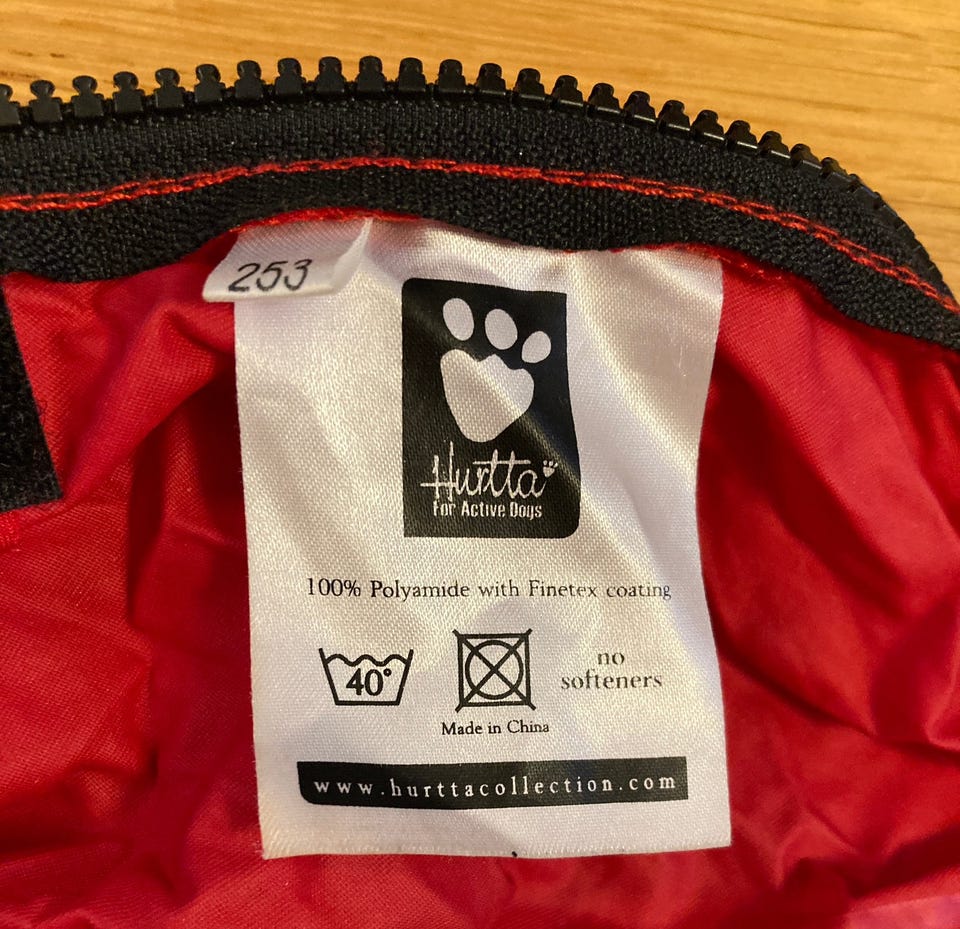 253
Hurtta
For Active Dogs
100% Polyamide with Finetex coating
40°
no
softeners
Made in China
www.hurttacollection.com